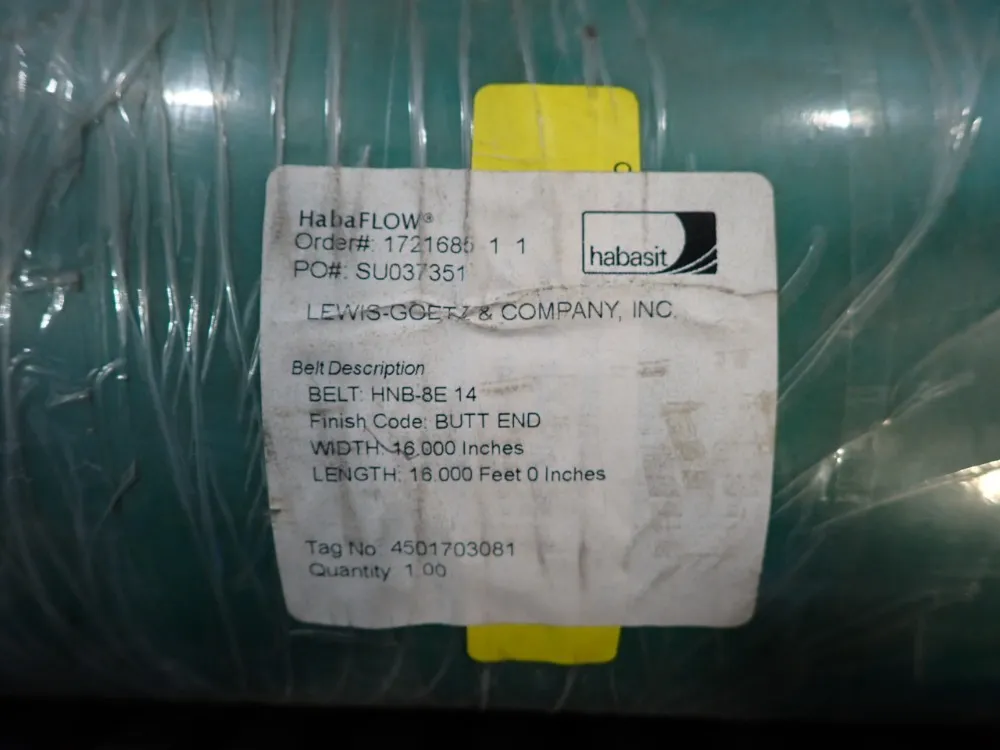 HabaFLOW®
Order#: 1721685 1 1
PO#: SU037351
habasit
LEWIS-GOETZ & COMPANY, INC.
Belt Description
BELT: HNB-8E 14
Finish Code: BUTT END
WIDTH: 16.000 Inches
LENGTH: 16.000 Feet 0 Inches
Tag No: 4501703081
Quantity 1.00